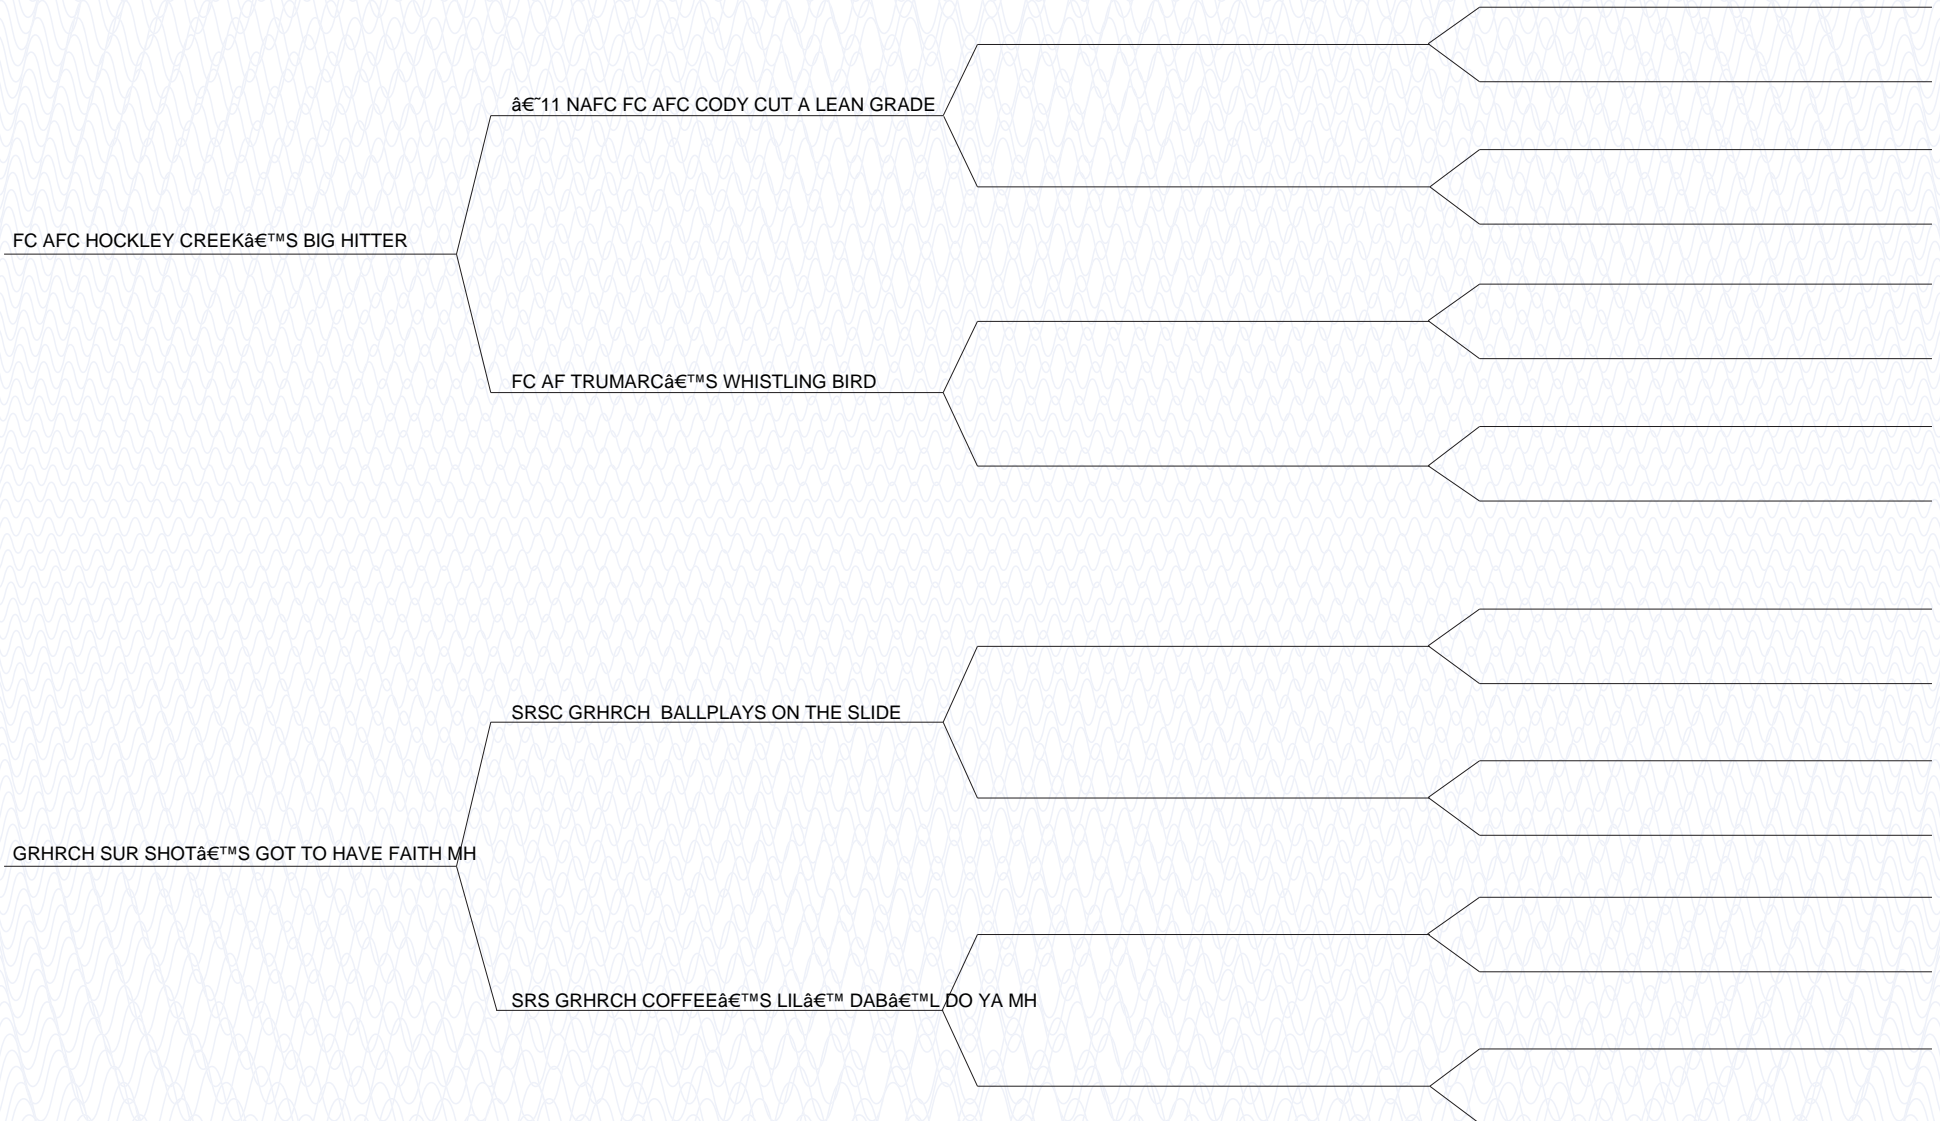 â€˜11 NAFC FC AFC CODY CUT A LEAN GRADE
FC AFC HOCKLEY CREEKâ€™S BIG HITTER
FC AF TRUMARCâ€™S WHISTLING BIRD
SRSC GRHRCH  BALLPLAYS ON THE SLIDE
GRHRCH SUR SHOTâ€™S GOT TO HAVE FAITH MH
SRS GRHRCH COFFEEâ€™S LILâ€™ DABâ€™L DO YA MH